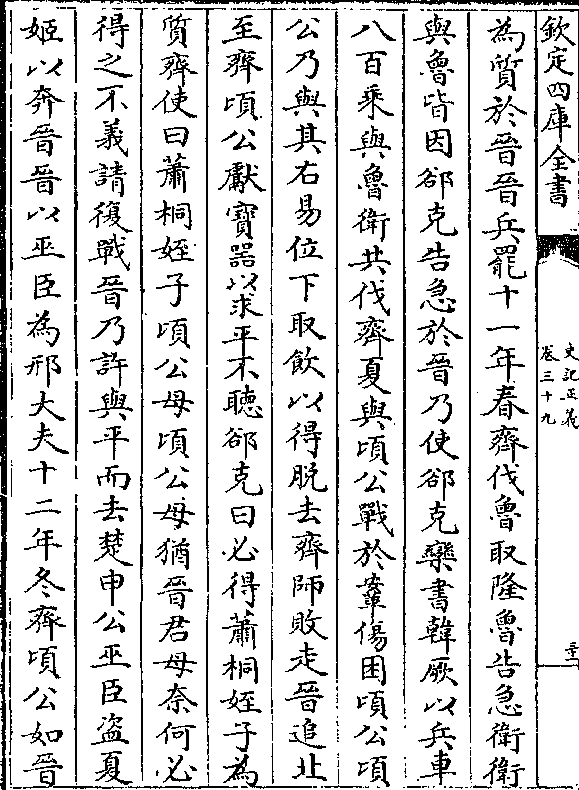 欽定四庫全書
史記正義
卷三十九
為質於晉晉兵罷十一年春齊伐魯取隆魯告急衛衛
與魯皆因郤克告急於晉乃使郤克欒書韓厥以兵車
八百乘與魯衛共伐齊夏與頃公戰於鞌傷困頃公頃
公乃與其右易位下取飲以得脫去齊師敗走晉追北
至齊頃公獻寶器以求平不聽郤克曰必得蕭桐姪子為
質齊使曰蕭桐姪子頃公母頃公母猶晉君母奈何必
得之不義請復戰晉乃許與平而去楚申公巫臣盜夏
姬以奔晉晉以巫臣為邢大夫十二年冬齊頃公如晉